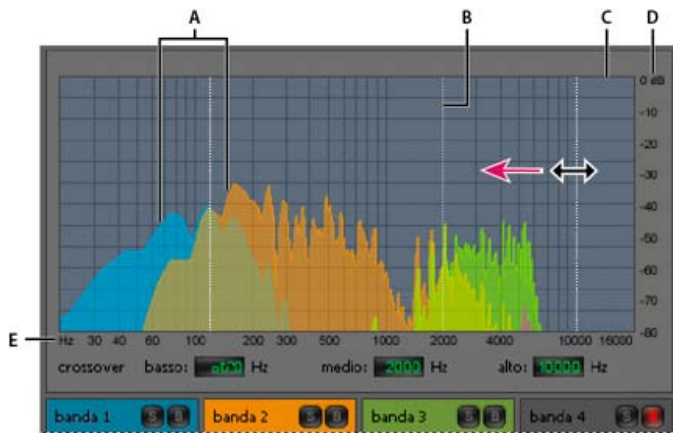 A B C D
0 dB
-10
-20
-30
-40
-50
-60
-70
-80
E
Hz 30 40 60 100 200 300 500 1000 2000 4000 10000 16000
crossover basso: Hz medio: 2000 Hz alto: 10000 Hz
banda 1 S B banda 2 S B banda 3 S B banda 4 S